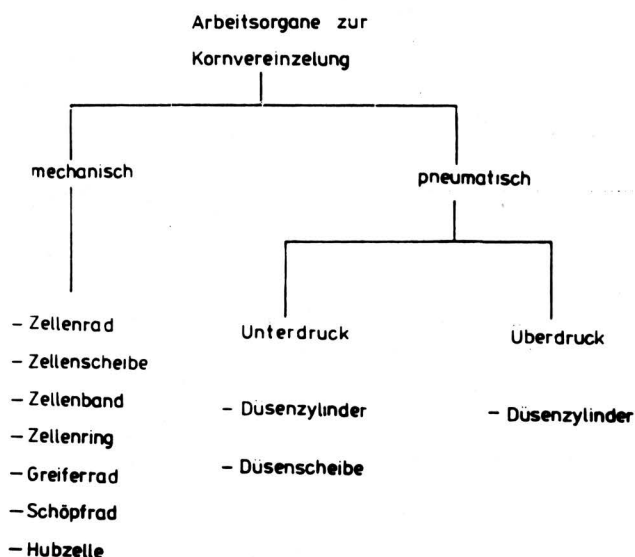 Arbeitsorgane zur
Kornvereinzelung
mechanisch
pneumatisch
- Zellenrad
- Zellenscheibe
- Zellenband
- Zellenring
- Greiferrad
- Schöpfrad
- Hubzelle
Unterdruck
- Düsenzylinder
- Düsenscheibe
Überdruck
- Düsenzylinder